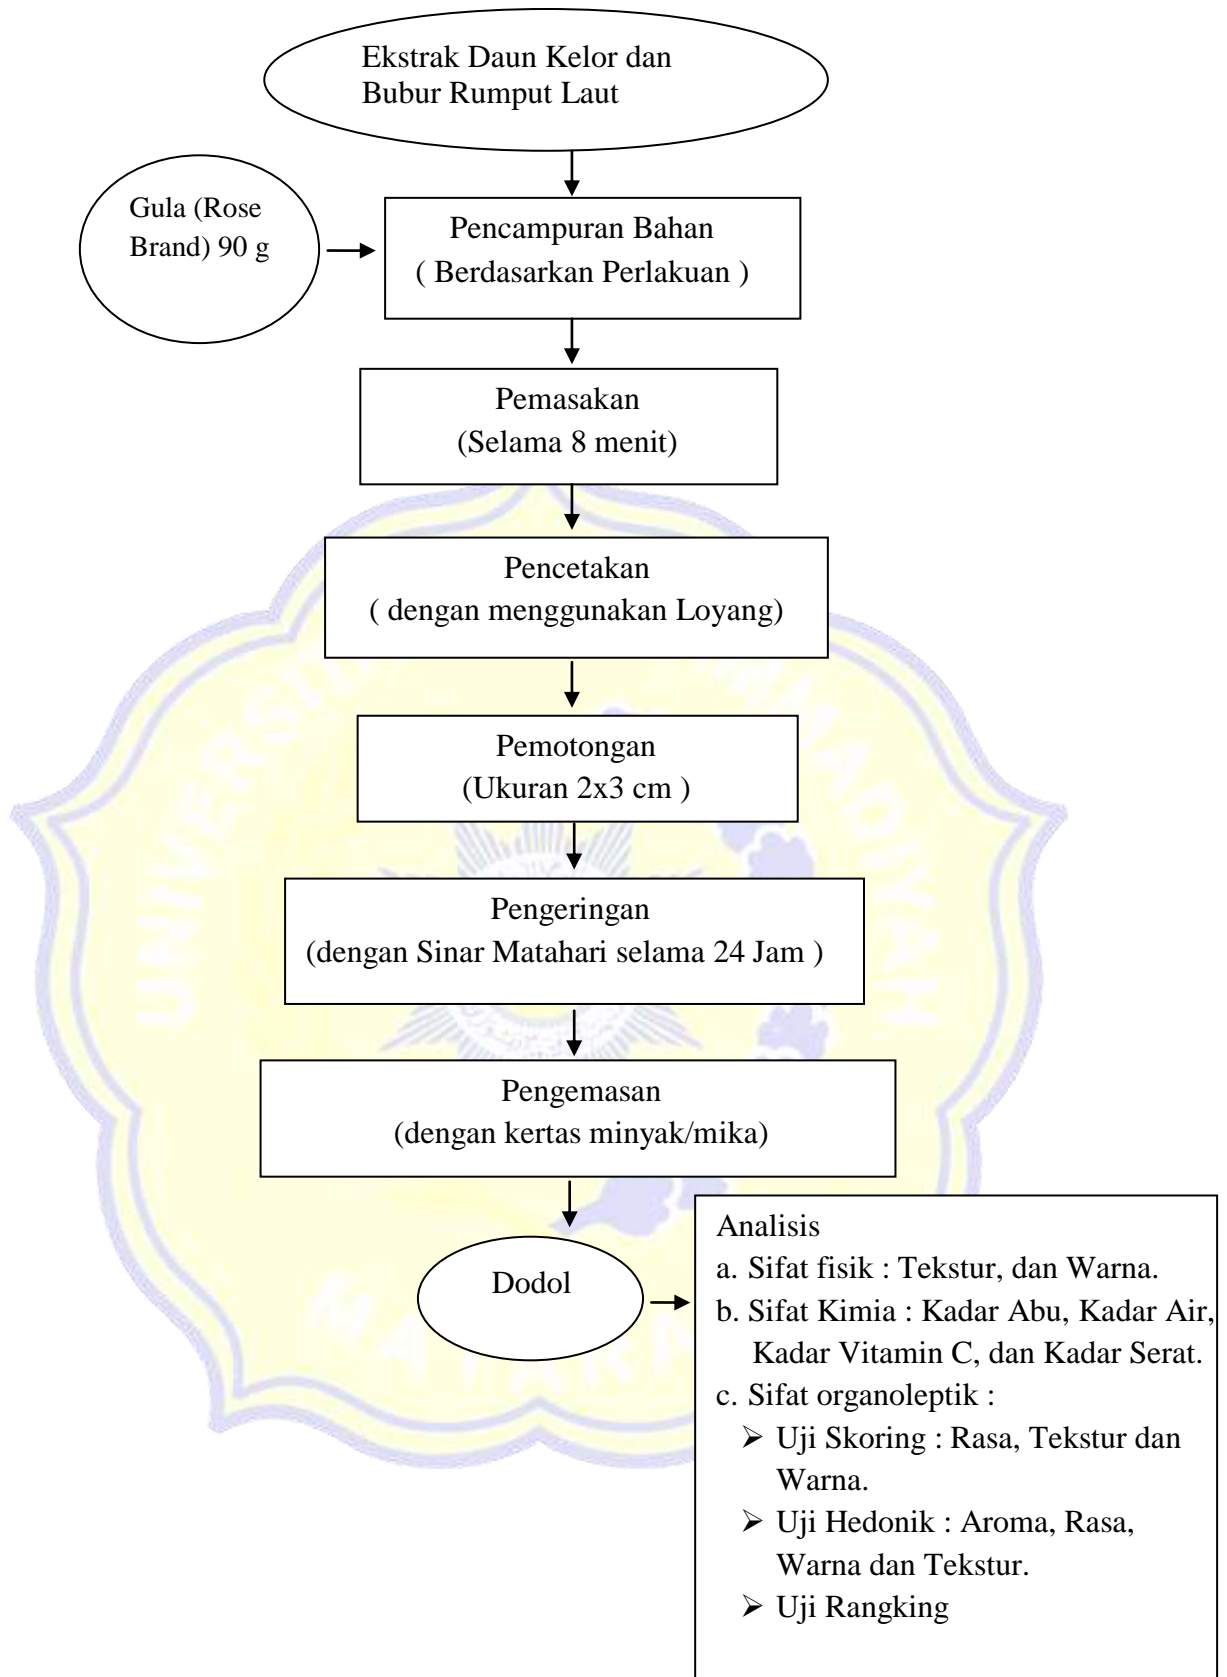 Ekstrak Daun Kelor dan
Bubur Rumput Laut
Gula (Rose
Brand) 90 g
Pencampuran Bahan
( Berdasarkan Perlakuan )
Pemasakan
(Selama 8 menit)
Pencetakan
( dengan menggunakan Loyang)
Pemotongan
(Ukuran 2x3 cm )
Pengeringan
(dengan Sinar Matahari selama 24 Jam )
Pengemasan
(dengan kertas minyak/mika)
Dodol
Analisis
a. Sifat fisik : Tekstur, dan Warna.
b. Sifat Kimia : Kadar Abu, Kadar Air,
Kadar Vitamin C, dan Kadar Serat.
c. Sifat organoleptik :
➢ Uji Skoring : Rasa, Tekstur dan
Warna.
➢ Uji Hedonik : Aroma, Rasa,
Warna dan Tekstur.
➢ Uji Rangking